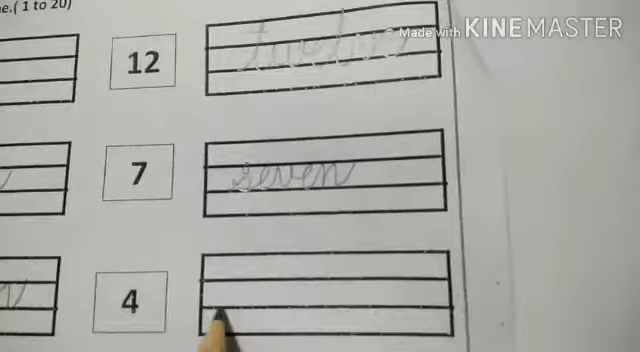 e.( 1 to 20)
Made with KINEMASTER
12 twelve
7 seven
4